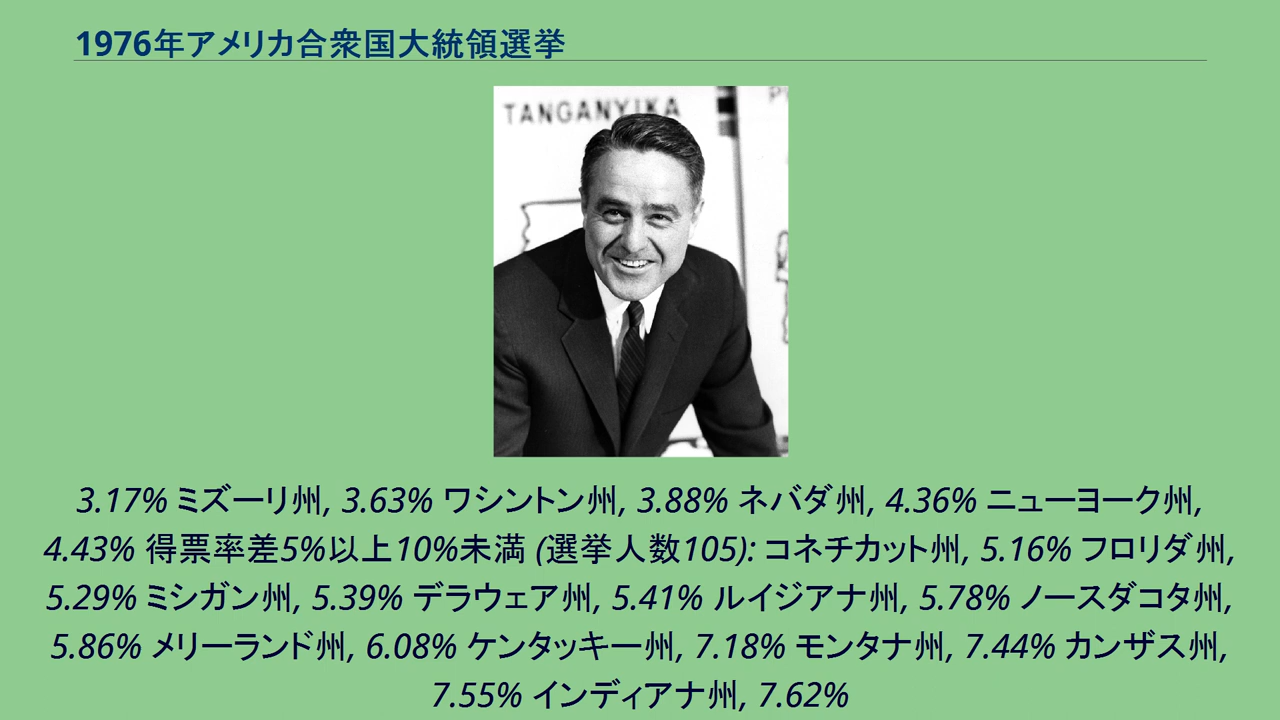 1976年アメリカ合衆国大統領選挙
TANGANYIKA
3.17% ミズーリ州, 3.63% ワシントン州, 3.88% ネバダ州, 4.36% ニューヨーク州,
4.43% 得票率差5%以上10%未満 (選挙人数105): コネチカット州, 5.16% フロリダ州,
5.29% ミシガン州, 5.39% デラウェア州, 5.41% ルイジアナ州, 5.78% ノースダコタ州,
5.86% メリーランド州, 6.08% ケンタッキー州, 7.18% モンタナ州, 7.44% カンザス州,
7.55% インディアナ州, 7.62%